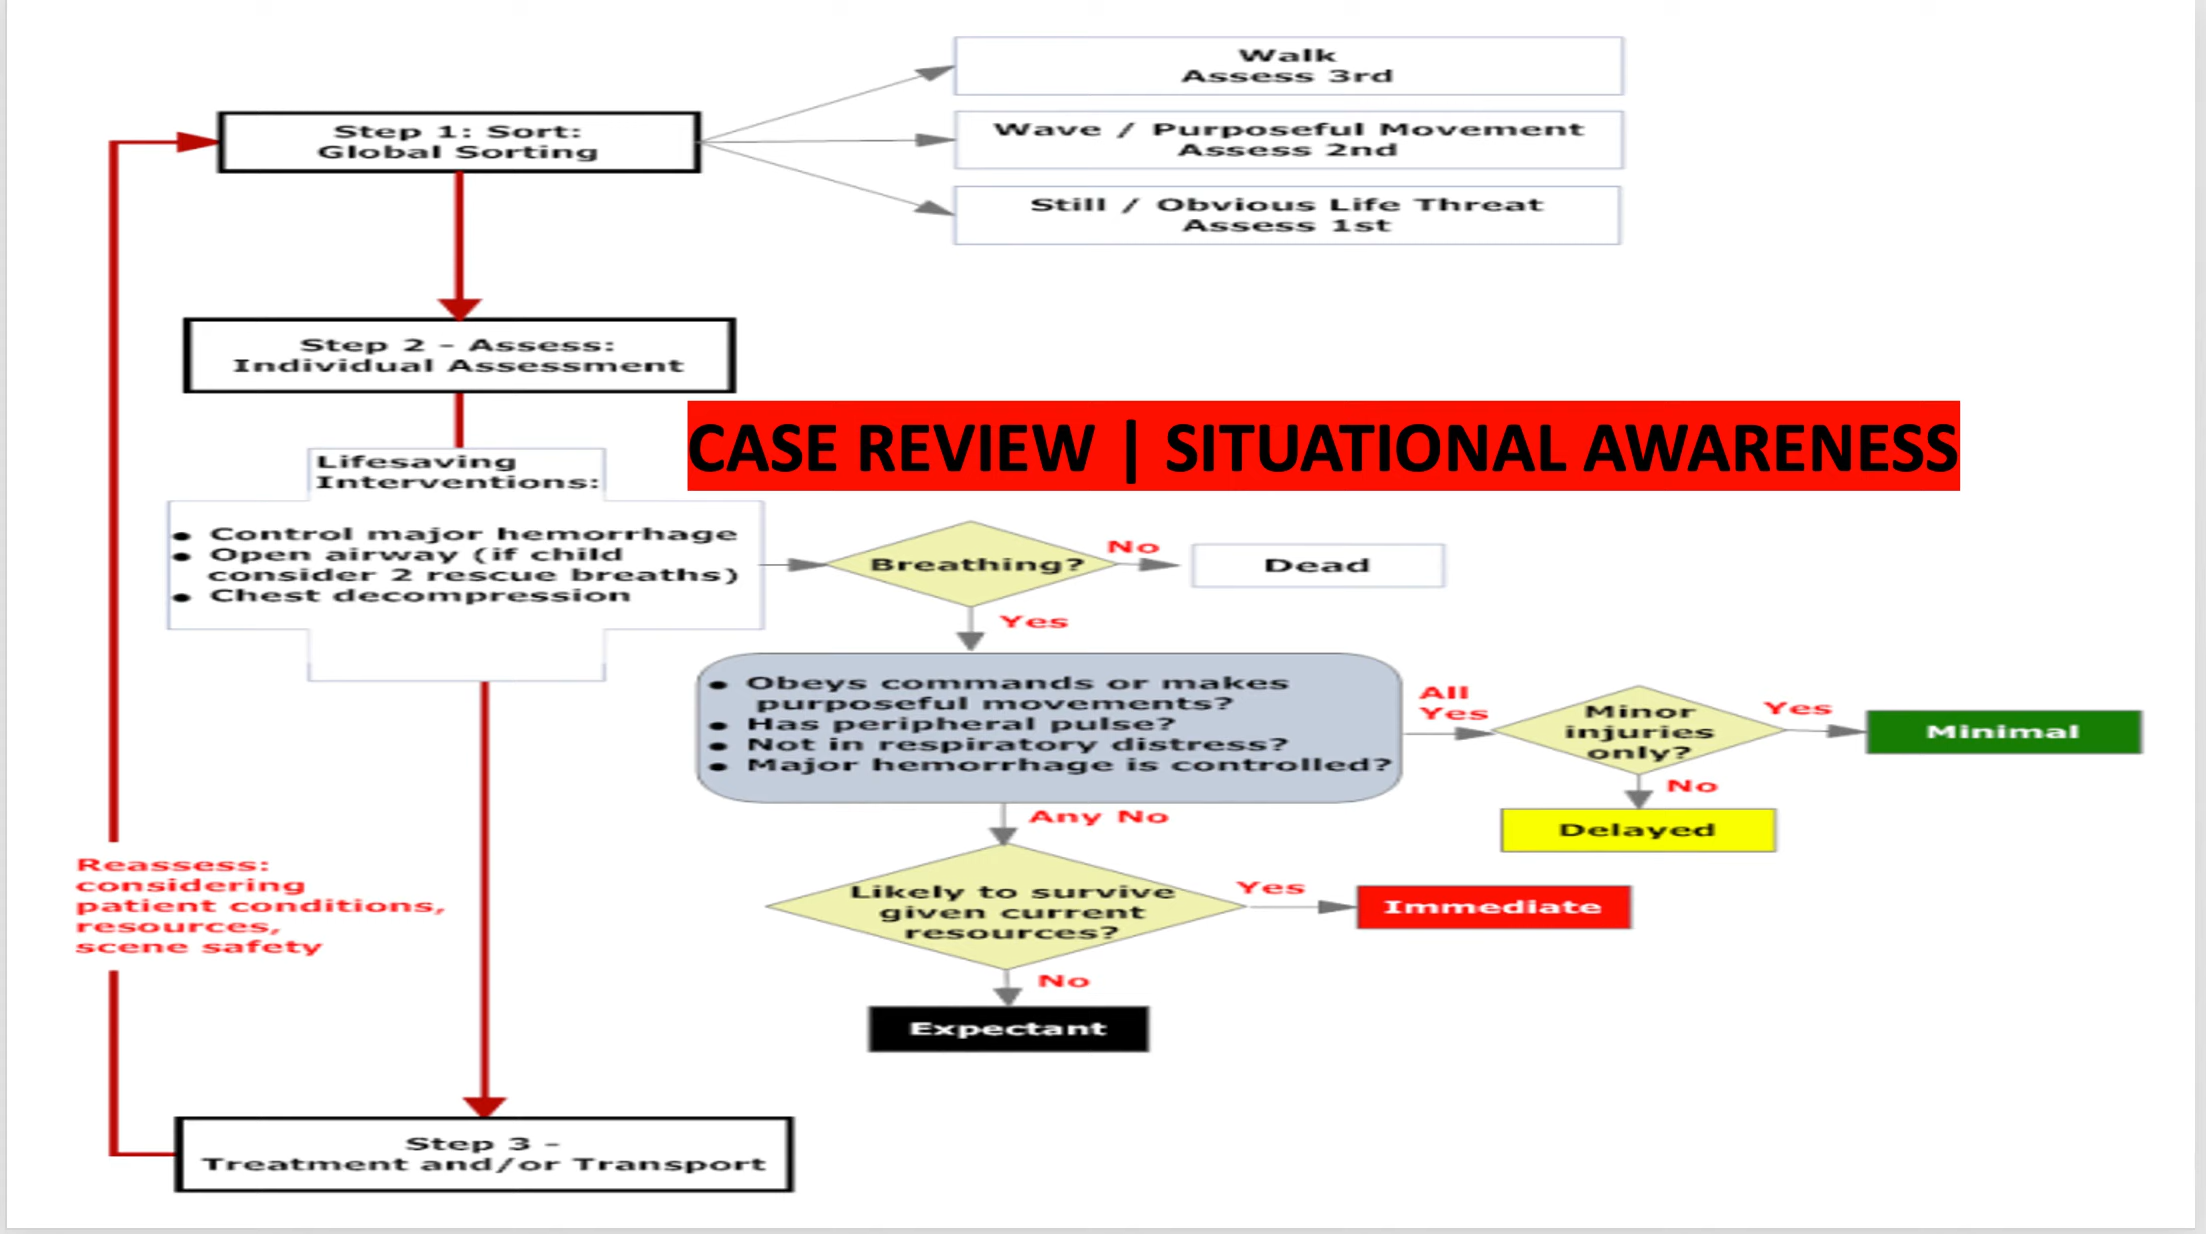 Walk
Assess 3rd
Step 1: Sort:
Global Sorting
Wave / Purposeful Movement
Assess 2nd
Still / Obvious Life Threat
Assess 1st
Step 2 - Assess:
Individual Assessment
CASE REVIEW | SITUATIONAL AWARENESS
Lifesaving
Interventions:
• Control major hemorrhage
• Open airway (if child
consider 2 rescue breaths)
• Chest decompression
Breathing?
No
Dead
Yes
• Obeys commands or makes
purposeful movements?
• Has peripheral pulse?
• Not in respiratory distress?
• Major hemorrhage is controlled?
All
Yes
Minor
injuries
only?
Yes
Minimal
No
Delayed
Any No
Likely to survive
given current
resources?
Yes
Immediate
No
Expectant
Reassess:
considering
patient conditions,
resources,
scene safety
Step 3 -
Treatment and/or Transport